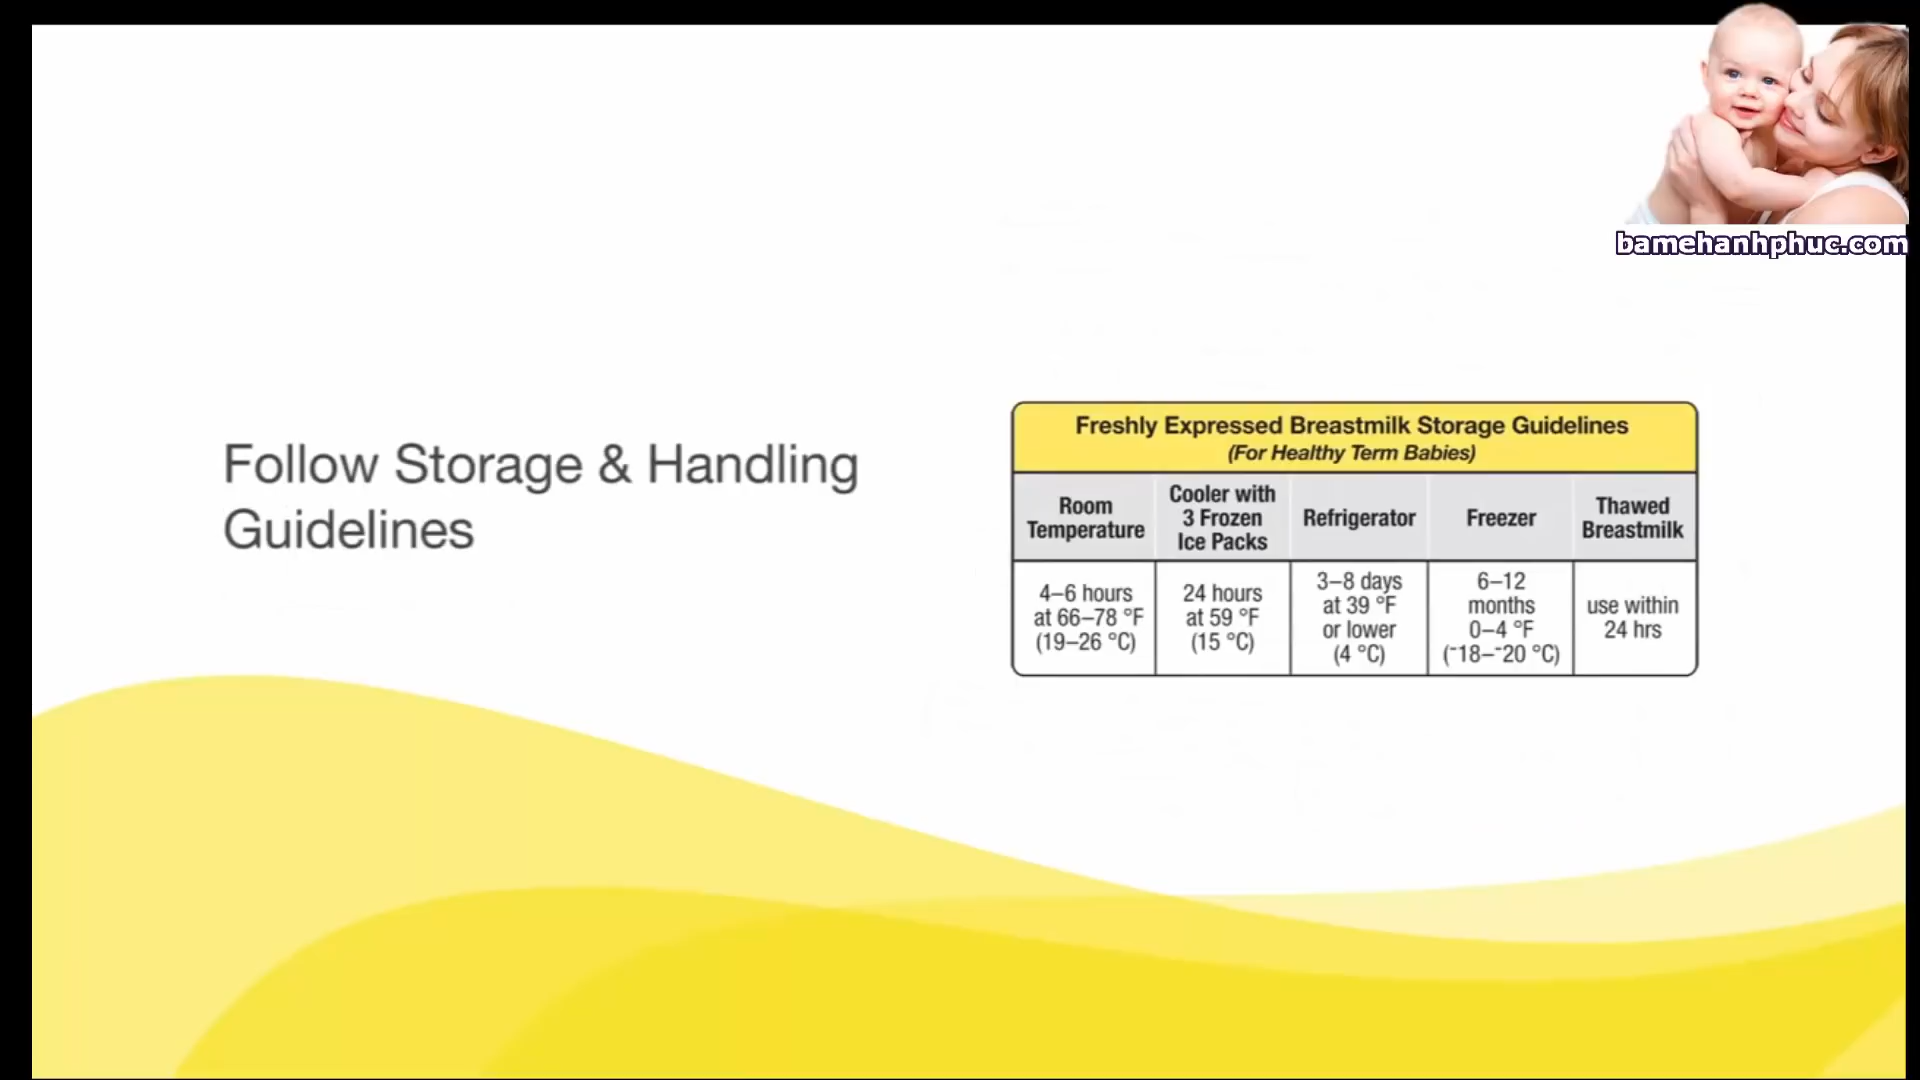 bamehanhphuc.com
Follow Storage & Handling
Guidelines
Freshly Expressed Breastmilk Storage Guidelines
(For Healthy Term Babies)
Room
Temperature
Cooler with
3 Frozen
Ice Packs
Refrigerator
Freezer
Thawed
Breastmilk
4–6 hours
at 66–78 °F
(19–26 °C)
24 hours
at 59 °F
(15 °C)
3–8 days
at 39 °F
or lower
(4 °C)
6–12
months
0–4 °F
(⁻18–⁻20 °C)
use within
24 hrs